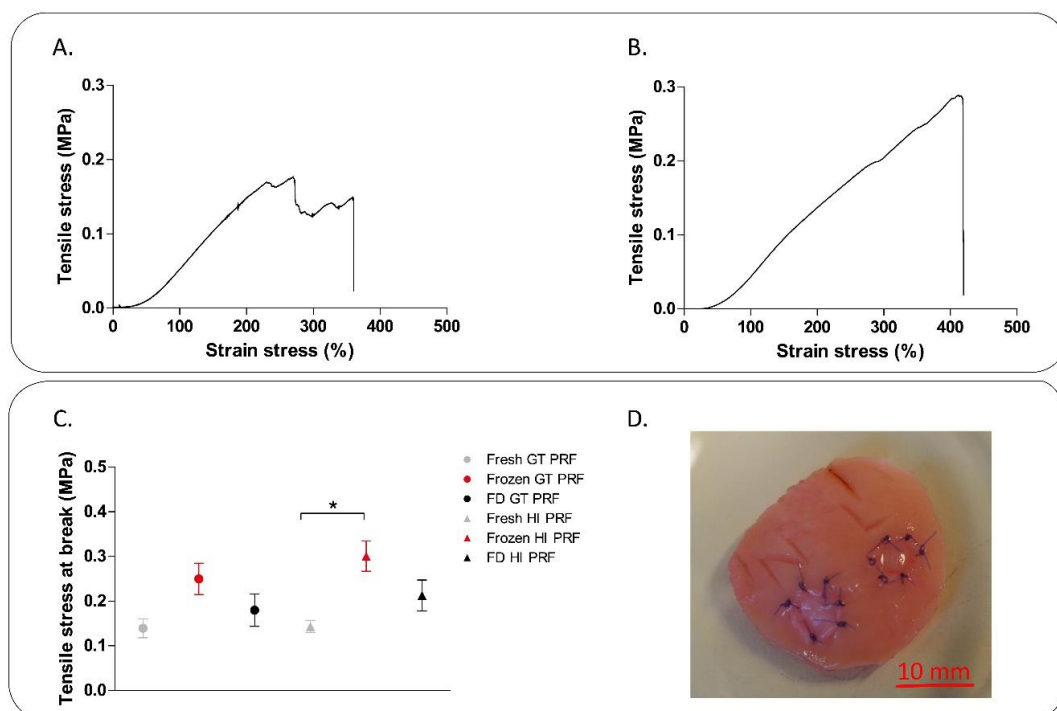 A.
0.3
0.2
0.1
0.0
Tensile stress (MPa)
0 100 200 300 400 500
Strain stress (%)
B.
0.3
0.2
0.1
0.0
Tensile stress (MPa)
0 100 200 300 400 500
Strain stress (%)
C.
0.5
0.4
0.3
0.2
0.1
0.0
Tensile stress at break (MPa)
*
Fresh GT PRF
Frozen GT PRF
FD GT PRF
Fresh HI PRF
Frozen HI PRF
FD HI PRF
D.
10 mm